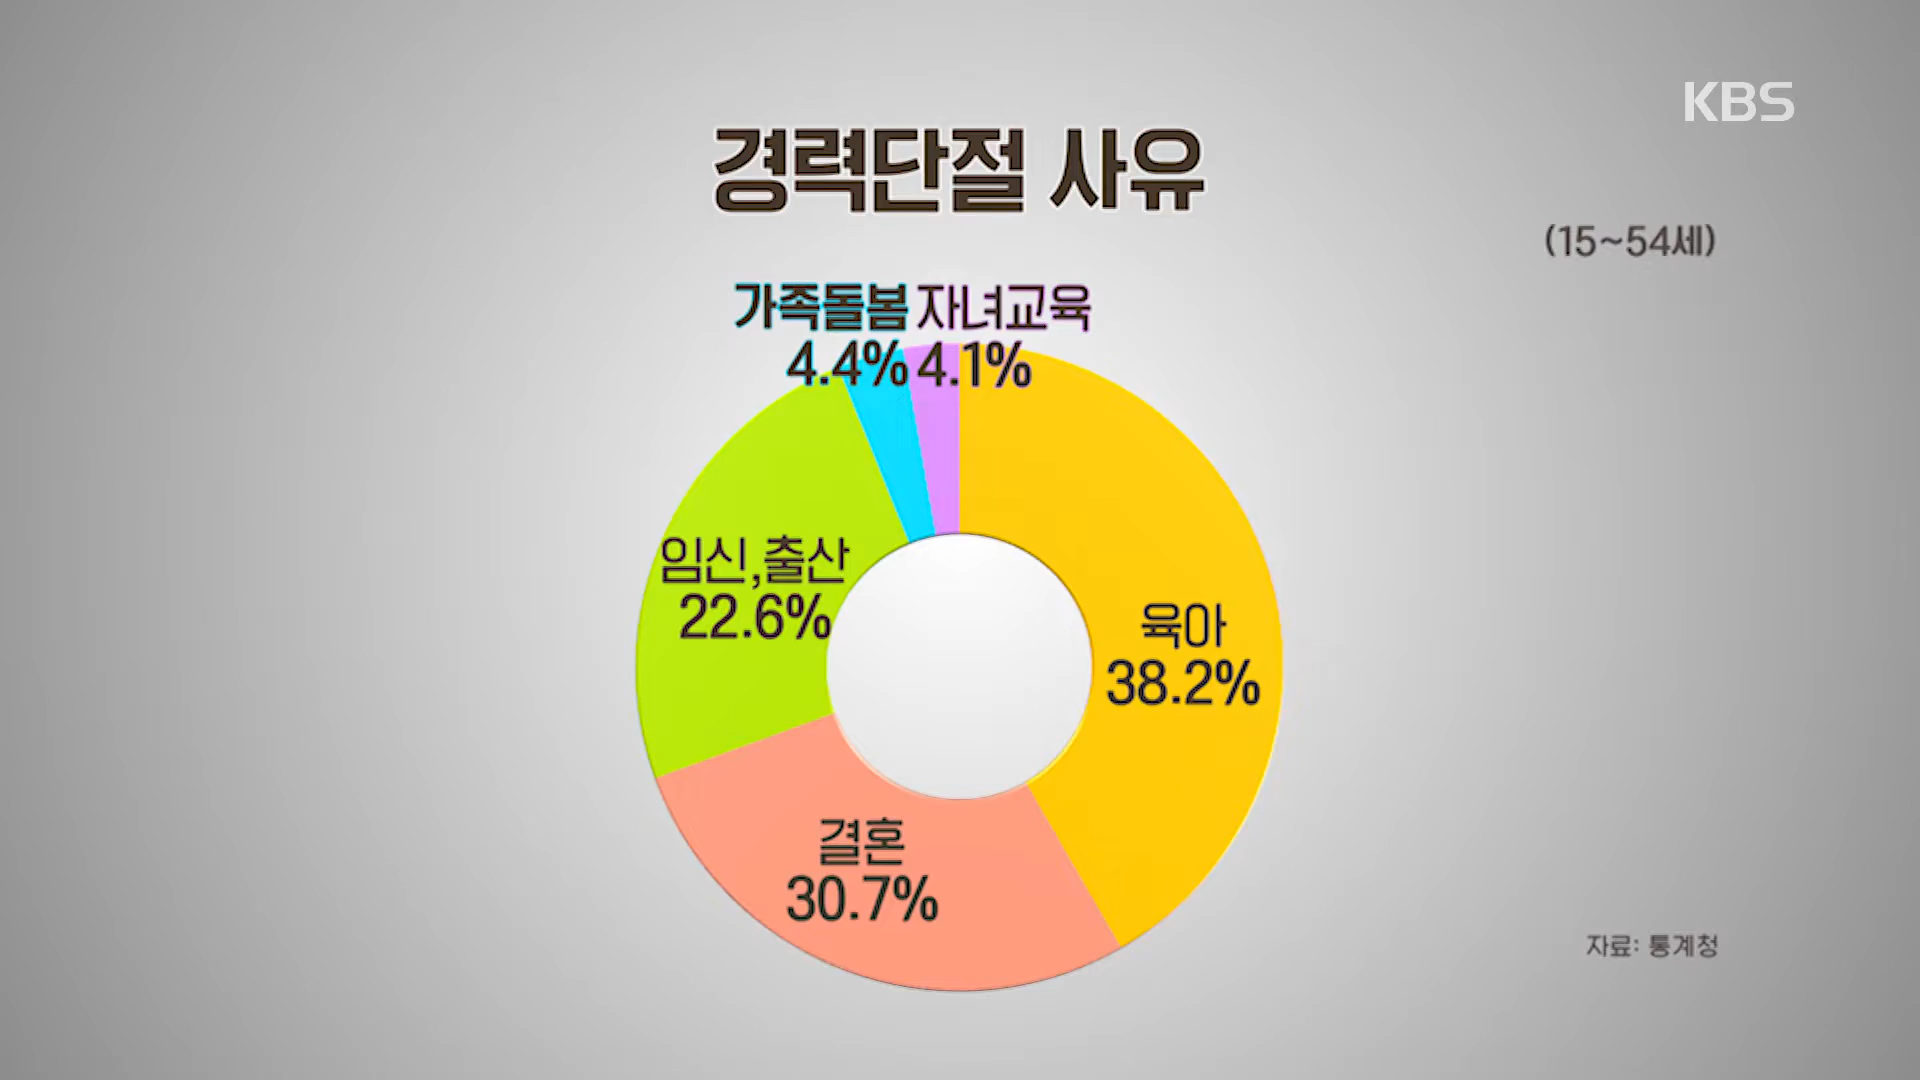 KBS
경력단절 사유
(15~54세)
가족돌봄
4.4%
자녀교육
4.1%
임신,출산
22.6%
육아
38.2%
결혼
30.7%
자료: 통계청